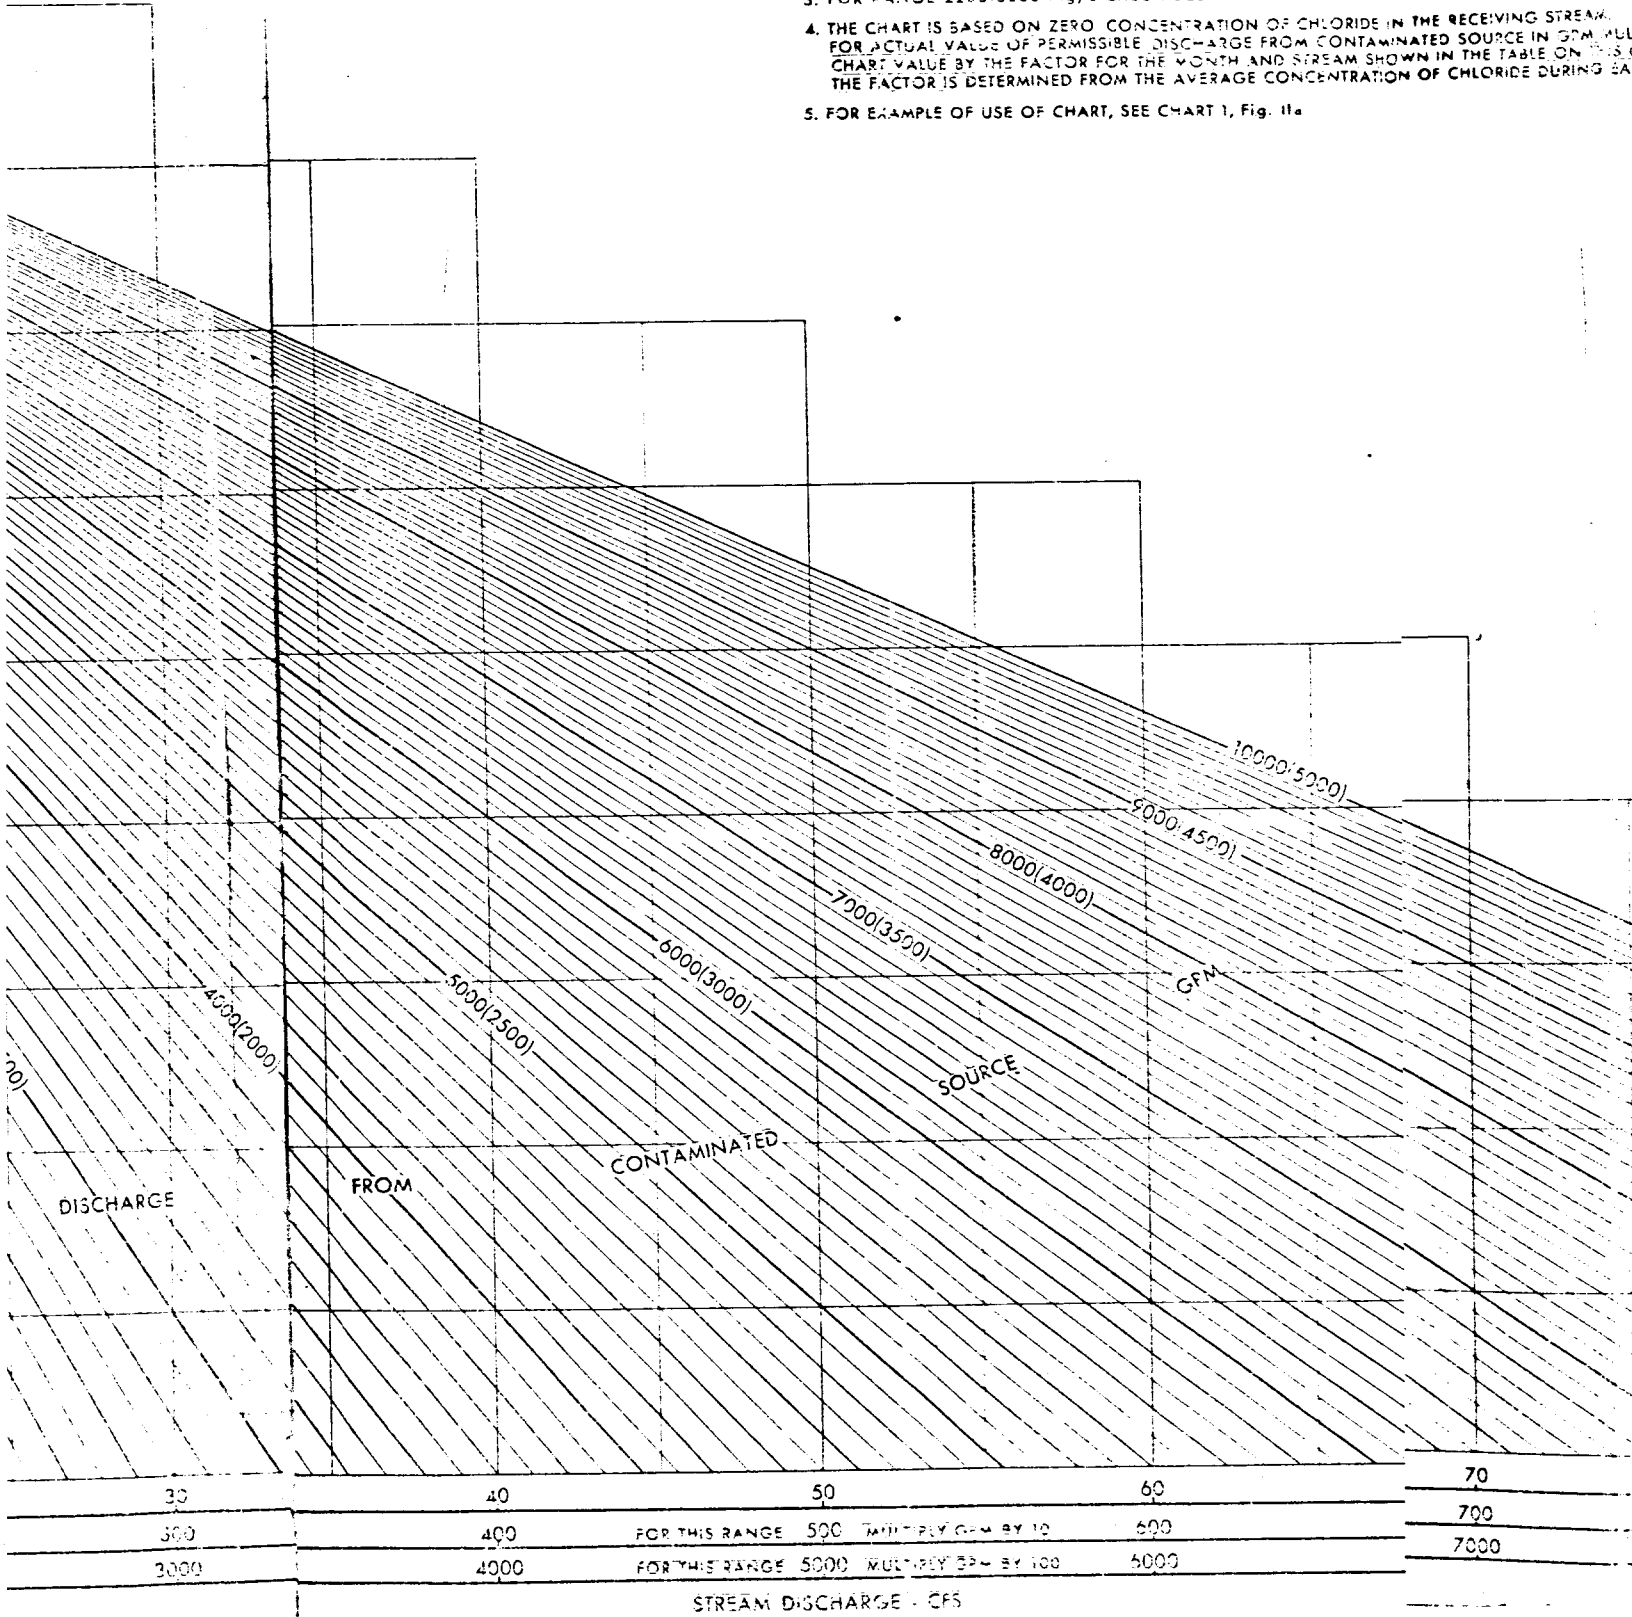 4. THE CHART IS BASED ON ZERO CONCENTRATION OF CHLORIDE IN THE RECEIVING STREAM.
FOR ACTUAL VALUE OF PERMISSIBLE DISCHARGE FROM CONTAMINATED SOURCE IN GPM
CHART VALUE BY THE FACTOR FOR THE MONTH AND STREAM SHOWN IN THE TABLE ON THIS
THE FACTOR IS DETERMINED FROM THE AVERAGE CONCENTRATION OF CHLORIDE DURING EA
5. FOR EXAMPLE OF USE OF CHART, SEE CHART 1, Fig. 11a
10000(5000)
9000(4500)
8000(4000)
7000(3500)
6000(3000)
5000(2500)
4000(2000)
00)
GPM
SOURCE
CONTAMINATED
FROM
DISCHARGE
30 40 50 60 70
300 400 FOR THIS RANGE 500 MULTIPLY GPM BY 10 600 700
3000 4000 FOR THIS RANGE 5000 MULTIPLY GPM BY 100 6000 7000
STREAM DISCHARGE - CFS